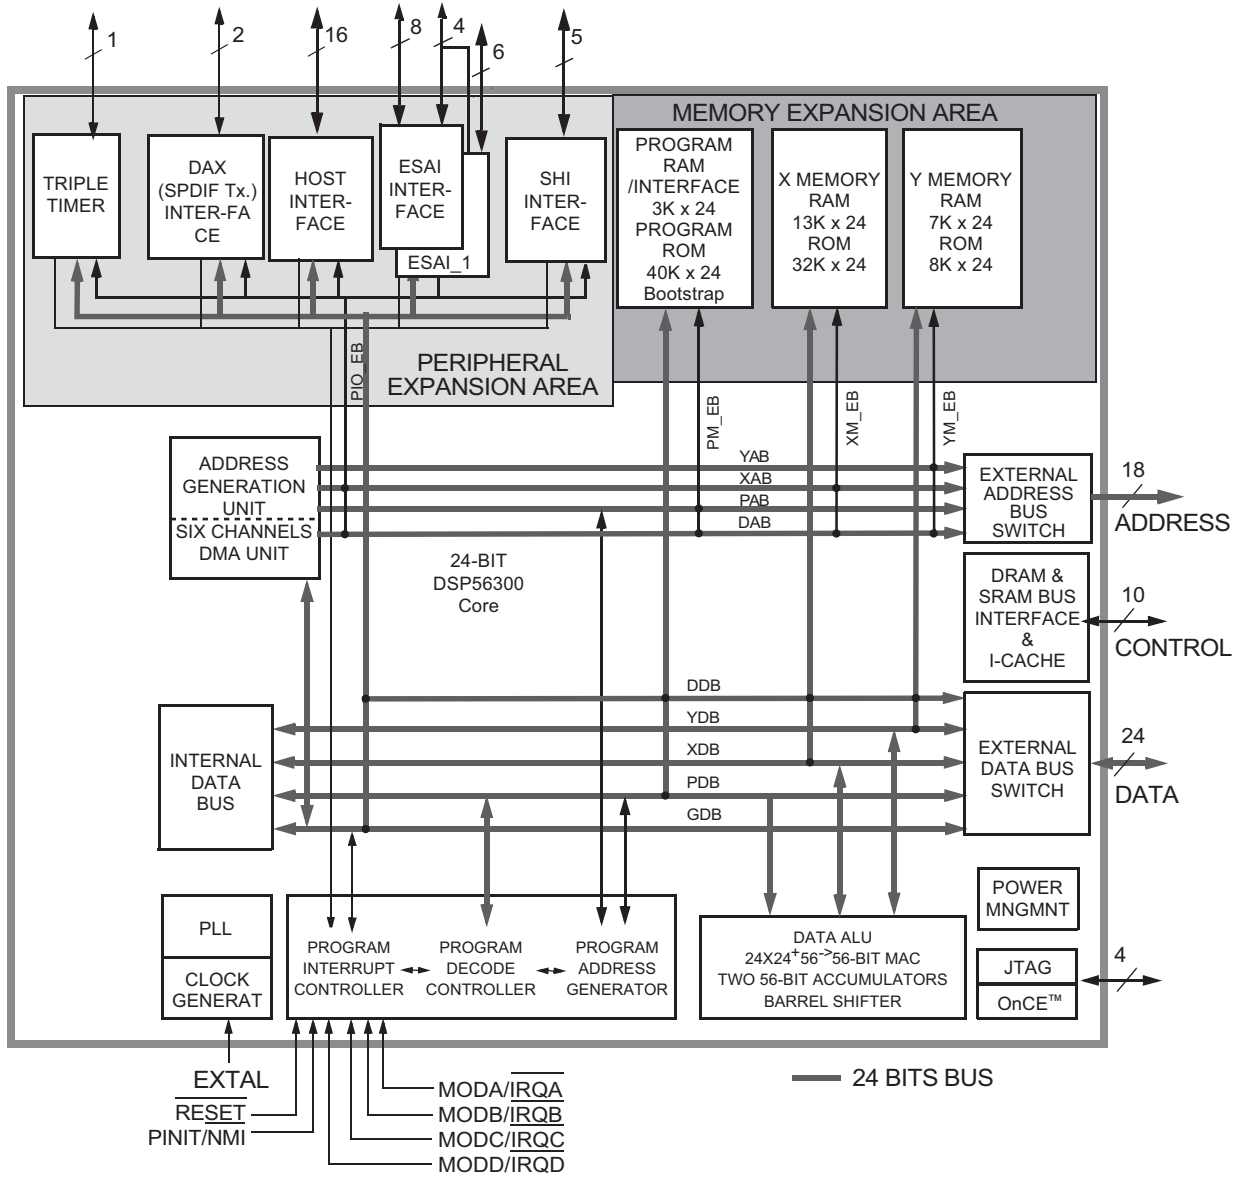 1
2
16
8
4
6
5
MEMORY EXPANSION AREA
TRIPLE
TIMER
DAX
(SPDIF Tx.)
INTER-FA
CE
HOST
INTER-
FACE
ESAI
INTER-
FACE
ESAI_1
SHI
INTER-
FACE
PROGRAM
RAM
/INTERFACE
3K x 24
PROGRAM
ROM
40K x 24
Bootstrap
X MEMORY
RAM
13K x 24
ROM
32K x 24
Y MEMORY
RAM
7K x 24
ROM
8K x 24
PERIPHERAL
EXPANSION AREA
PIO_EB
PM_EB
XM_EB
YM_EB
ADDRESS
GENERATION
UNIT
SIX CHANNELS
DMA UNIT
YAB
XAB
PAB
DAB
EXTERNAL
ADDRESS
BUS
SWITCH
18
ADDRESS
24-BIT
DSP56300
Core
DRAM &
SRAM BUS
INTERFACE
&
I-CACHE
10
CONTROL
DDB
YDB
XDB
PDB
GDB
INTERNAL
DATA
BUS
EXTERNAL
DATA BUS
SWITCH
24
DATA
PLL
CLOCK
GENERAT
PROGRAM
INTERRUPT
CONTROLLER
PROGRAM
DECODE
CONTROLLER
PROGRAM
ADDRESS
GENERATOR
DATA ALU
24X24+56->56-BIT MAC
TWO 56-BIT ACCUMULATORS
BARREL SHIFTER
POWER
MNGMNT
JTAG
OnCE™
4
EXTAL
RESET
PINIT/NMI
MODA/IRQA
MODB/IRQB
MODC/IRQC
MODD/IRQD
24 BITS BUS